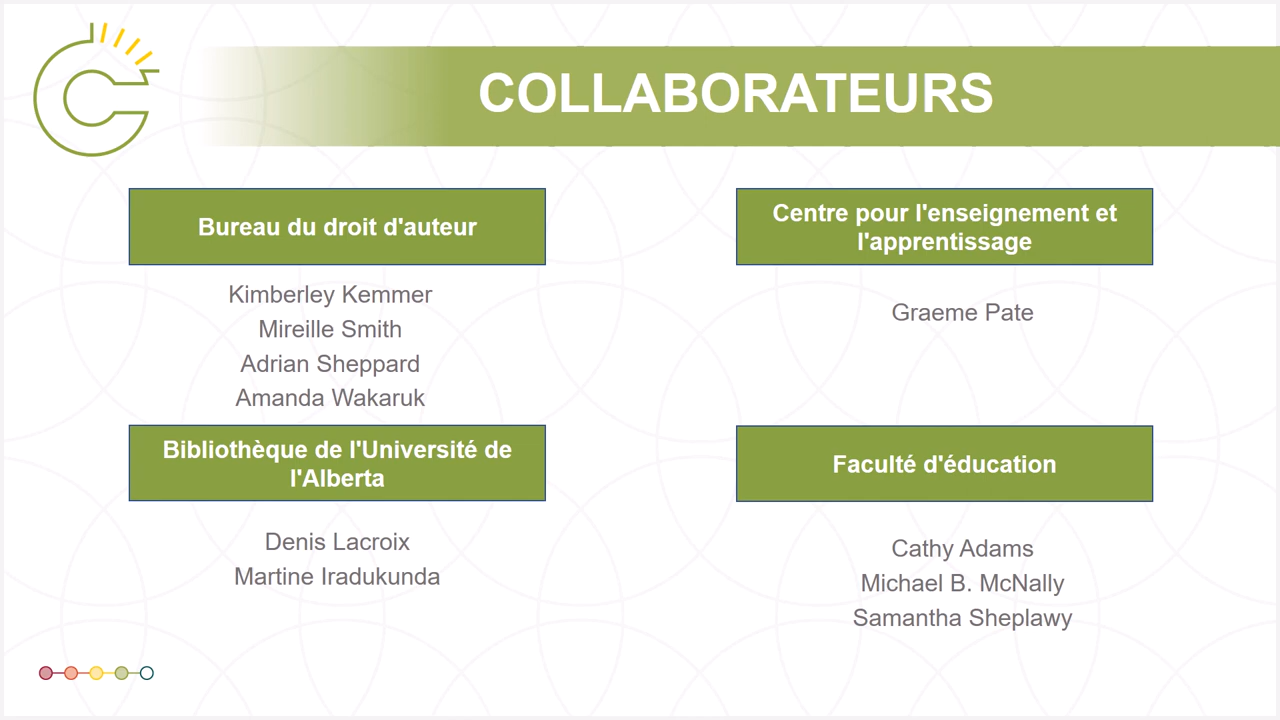 COLLABORATEURS
Bureau du droit d'auteur
Kimberley Kemmer
Mireille Smith
Adrian Sheppard
Amanda Wakaruk
Centre pour l'enseignement et
l'apprentissage
Graeme Pate
Bibliothèque de l'Université de
l'Alberta
Denis Lacroix
Martine Iradukunda
Faculté d'éducation
Cathy Adams
Michael B. McNally
Samantha Sheplawy